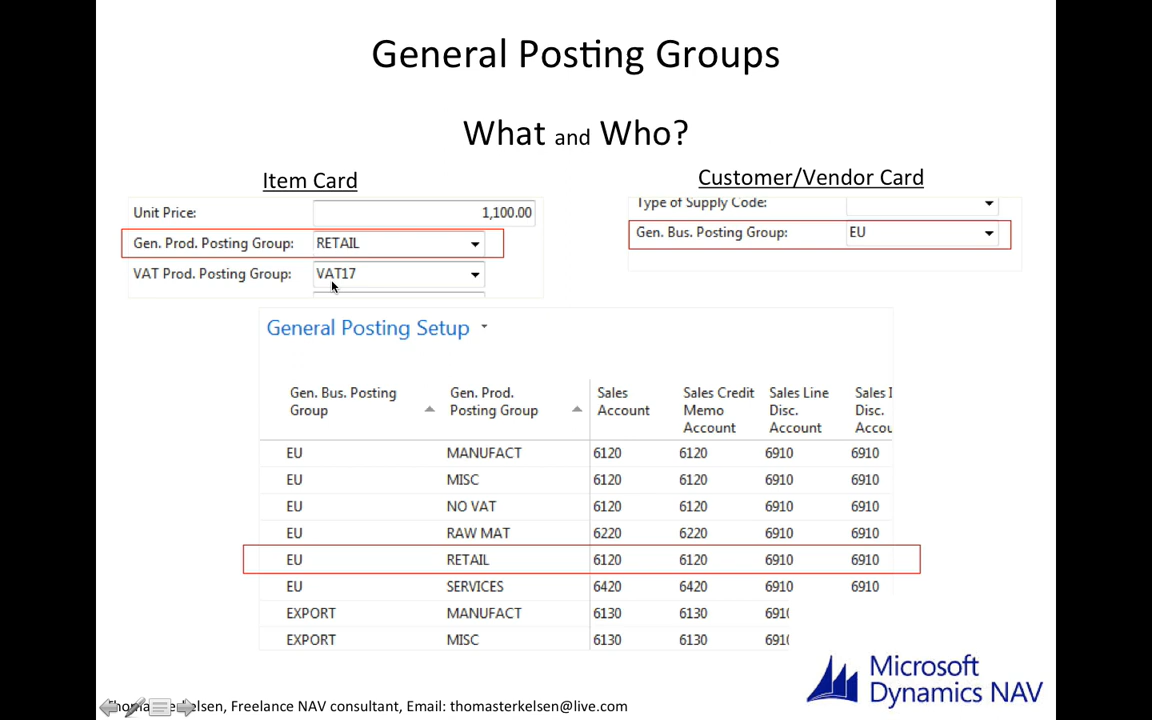 General Posting Groups
What and Who?
Item Card
Customer/Vendor Card
Unit Price: 1,100.00
Gen. Prod. Posting Group: RETAIL
VAT Prod. Posting Group: VAT17
Type of Supply Code:
Gen. Bus. Posting Group: EU
General Posting Setup
Gen. Bus. Posting Group
Gen. Prod. Posting Group
Sales Account
Sales Credit Memo Account
Sales Line Disc. Account
Sales Disc.
EU MANUFACT 6120 6120 6910 6910
EU MISC 6120 6120 6910 6910
EU NO VAT 6120 6120 6910 6910
EU RAW MAT 6220 6220 6910 6910
EU RETAIL 6120 6120 6910 6910
EU SERVICES 6420 6420 6910 6910
EXPORT MANUFACT 6130 6130
EXPORT MISC 6130 6130
Microsoft
Dynamics NAV
Freelance NAV consultant, Email: thomasterkelsen@live.com